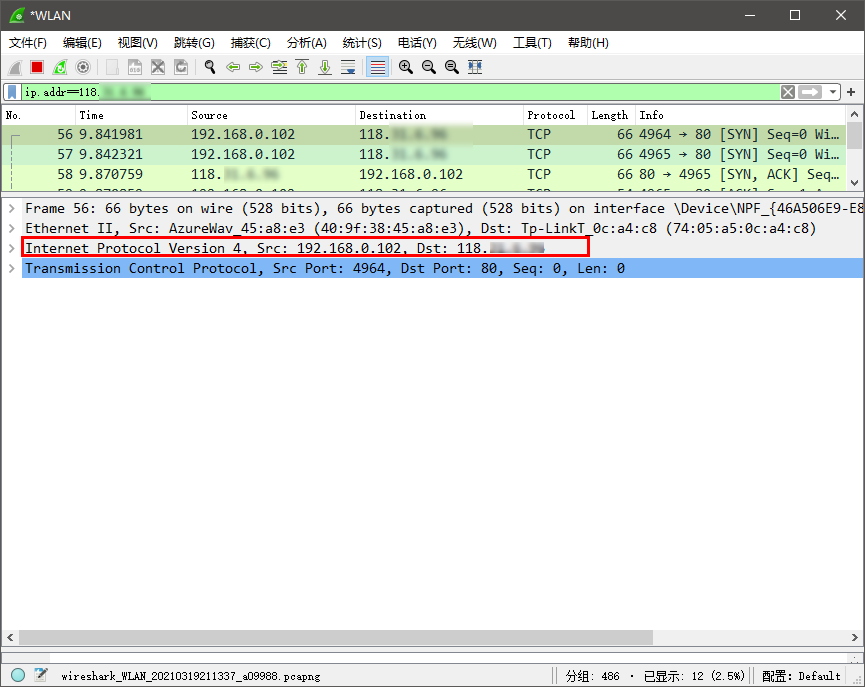 *WLAN
文件(F) 编辑(E) 视图(V) 跳转(G) 捕获(C) 分析(A) 统计(S) 电话(Y) 无线(W) 工具(T) 帮助(H)
ip.addr==118.
No. Time Source Destination Protocol Length Info
56 9.841981 192.168.0.102 118. TCP 66 4964 → 80 [SYN] Seq=0 Wi…
57 9.842321 192.168.0.102 118. TCP 66 4965 → 80 [SYN] Seq=0 Wi…
58 9.870759 118. 192.168.0.102 TCP 66 80 → 4965 [SYN, ACK] Seq…
Frame 56: 66 bytes on wire (528 bits), 66 bytes captured (528 bits) on interface \Device\NPF_{46A506E9-E8
Ethernet II, Src: AzureWav_45:a8:e3 (40:9f:38:45:a8:e3), Dst: Tp-LinkT_0c:a4:c8 (74:05:a5:0c:a4:c8)
Internet Protocol Version 4, Src: 192.168.0.102, Dst: 118.
Transmission Control Protocol, Src Port: 4964, Dst Port: 80, Seq: 0, Len: 0
wireshark_WLAN_20210319211337_a09988.pcapng 分组: 486 · 已显示: 12 (2.5%) 配置: Default